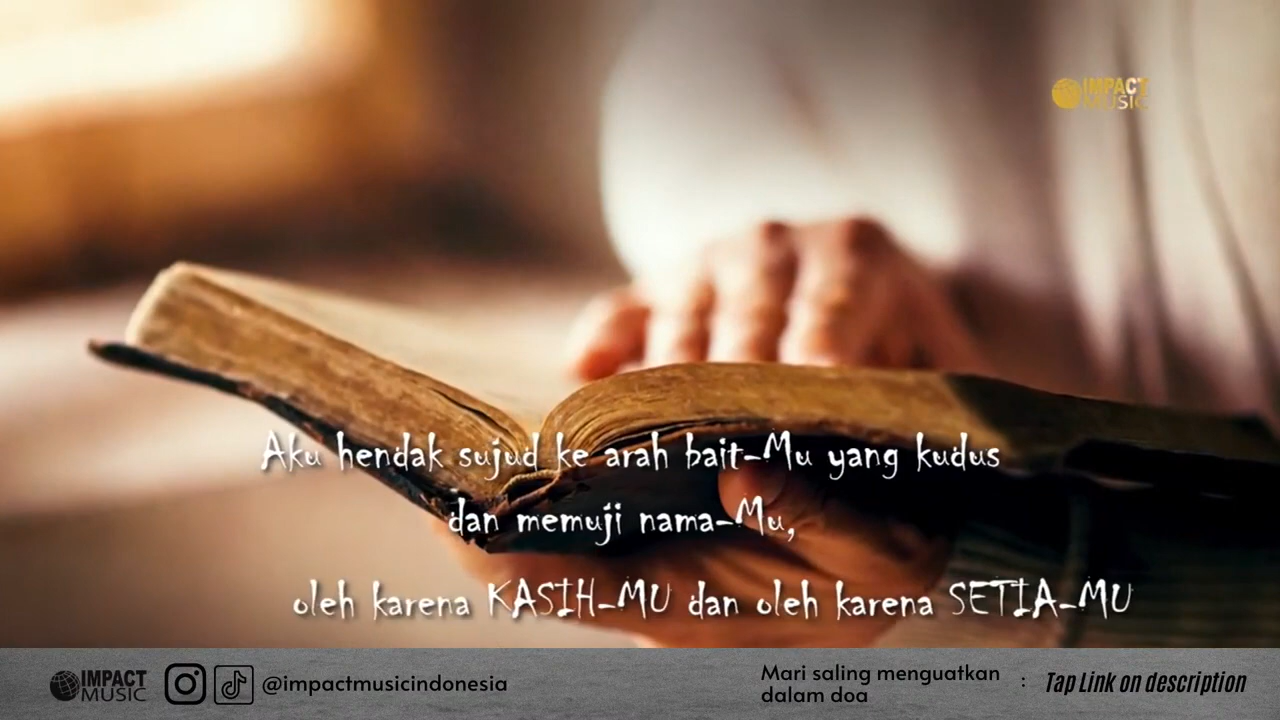 IMPACT
MUSIC
Aku hendak sujud ke arah bait-Mu yang kudus
dan memuji nama-Mu,
oleh karena KASIH-MU dan oleh karena SETIA-MU
IMPACT
MUSIC
@impactmusicindonesia
Mari saling menguatkan
dalam doa
: Tap Link on description